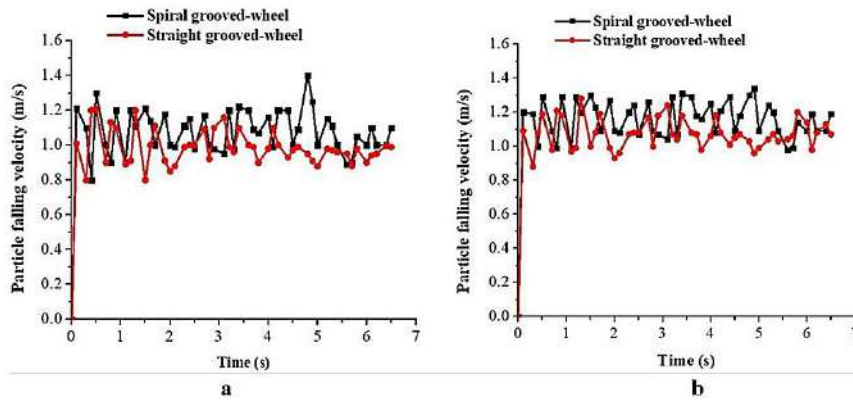 Spiral grooved-wheel
Straight grooved-wheel
Particle falling velocity (m/s)
1.6
1.4
1.2
1.0
0.8
0.6
0.4
0.2
0.0
0 1 2 3 4 5 6 7
Time (s)
a
Spiral grooved-wheel
Straight grooved-wheel
Particle falling velocity (m/s)
1.6
1.4
1.2
1.0
0.8
0.6
0.4
0.2
0.0
0 1 2 3 4 5 6 7
Time (s)
b